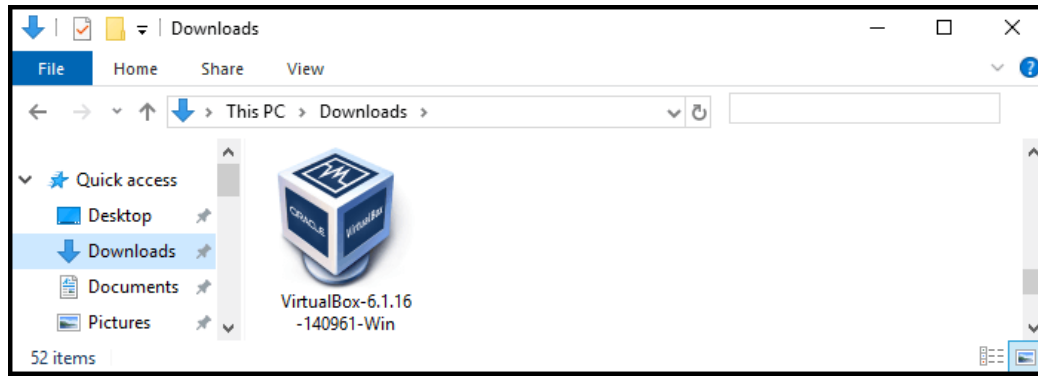 Downloads
File Home Share View
?
This PC > Downloads >
Quick access
Desktop
Downloads
Documents
Pictures
ORACLE
VirtualBox
VirtualBox-6.1.16
-140961-Win
52 items